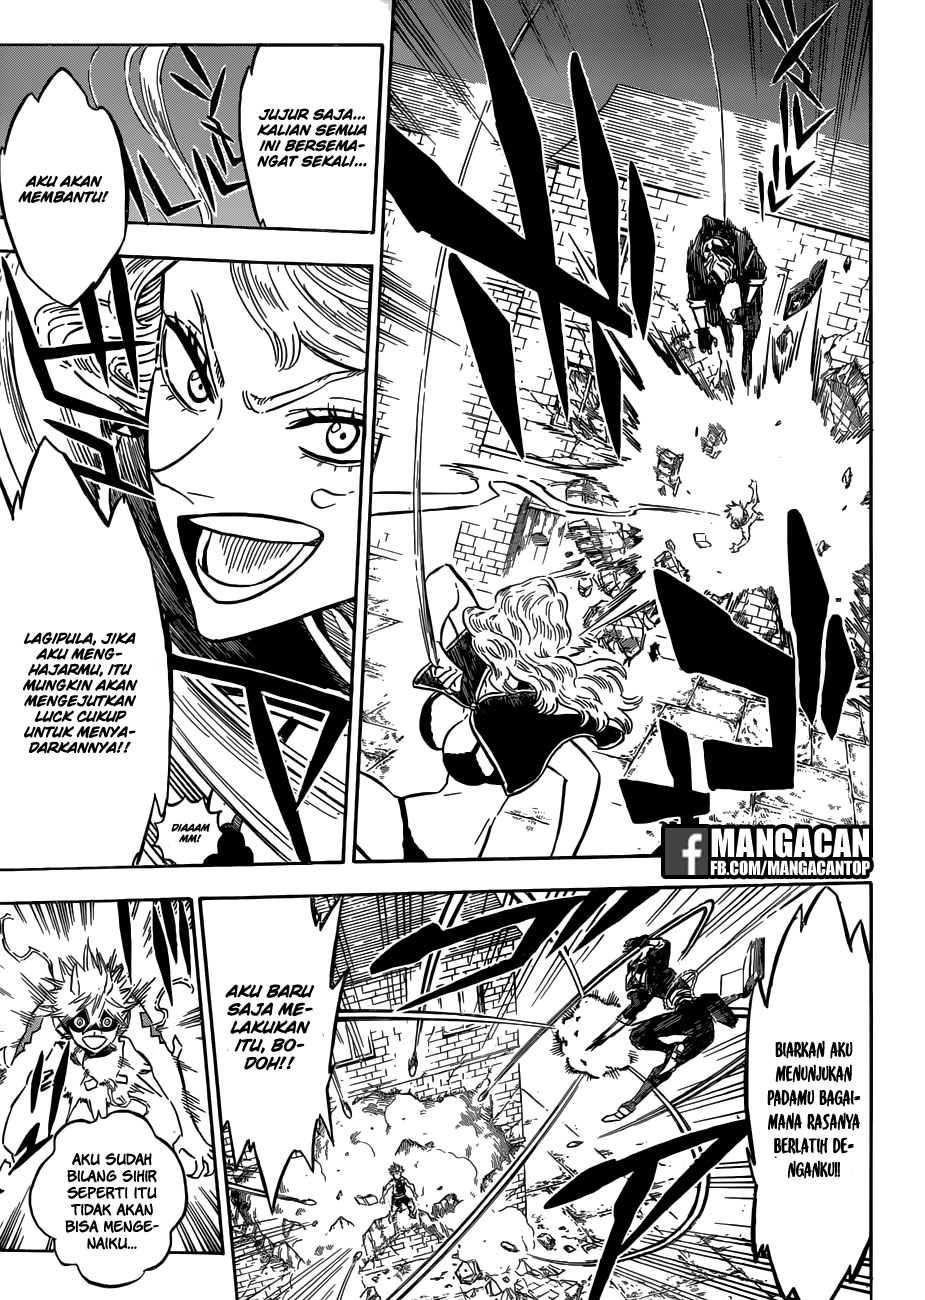 JUJUR SAJA...
KALIAN SEMUA
INI BERSEMA-
NGAT SEKALI...
AKU AKAN
MEMBANTU!
LAGIPULA, JIKA
AKU MENG-
HAJARMU, ITU
MUNGKIN AKAN
MENGEJUTKAN
LUCK CUKUP
UNTUK MENYA-
DARKANNYA!!
DIAAAM
MM!
MANGACAN
FB.COM/MANGACANTOP
BIARKAN AKU
MENUNJUKAN
PADAMU BAGAI-
MANA RASANYA
BERLATIH DE-
NGANKU!!
AKU BARU
SAJA ME-
LAKUKAN
ITU, BO-
DOH!!
AKU SUDAH
BILANG SIHIR
SEPERTI ITU
TIDAK AKAN
BISA MENGE-
NAIKU...